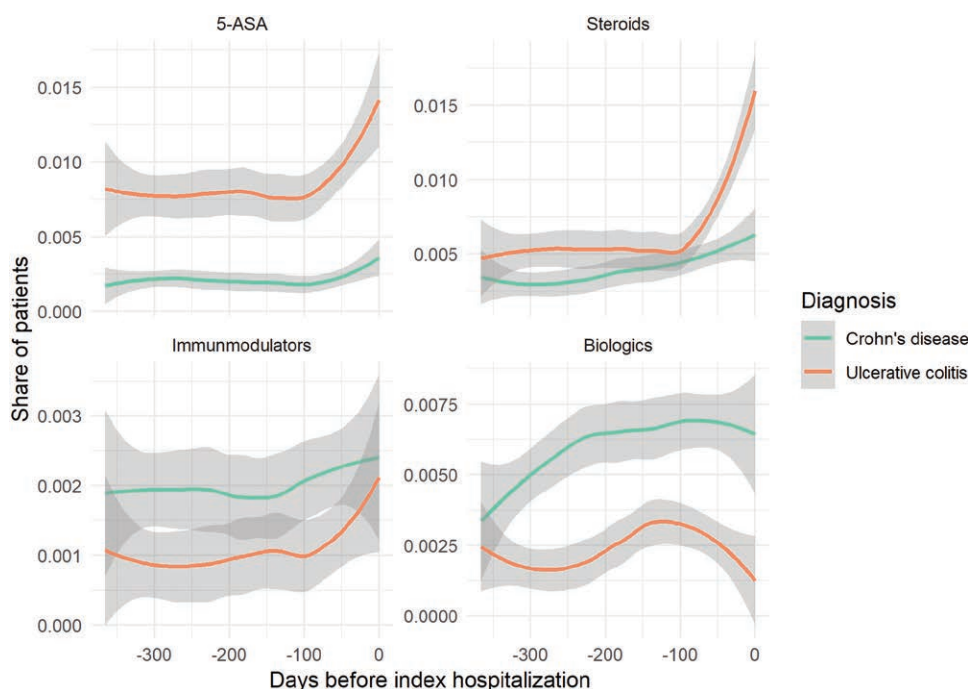 5-ASA
Steroids
0.015
0.010
0.005
0.000
0.015
0.010
0.005
Share of patients
Immunmodulators
Biologics
0.003
0.002
0.001
0.000
0.0075
0.0050
0.0025
0.0000
-300 -200 -100 0
-300 -200 -100 0
Days before index hospitalization
Diagnosis
Crohn's disease
Ulcerative colitis